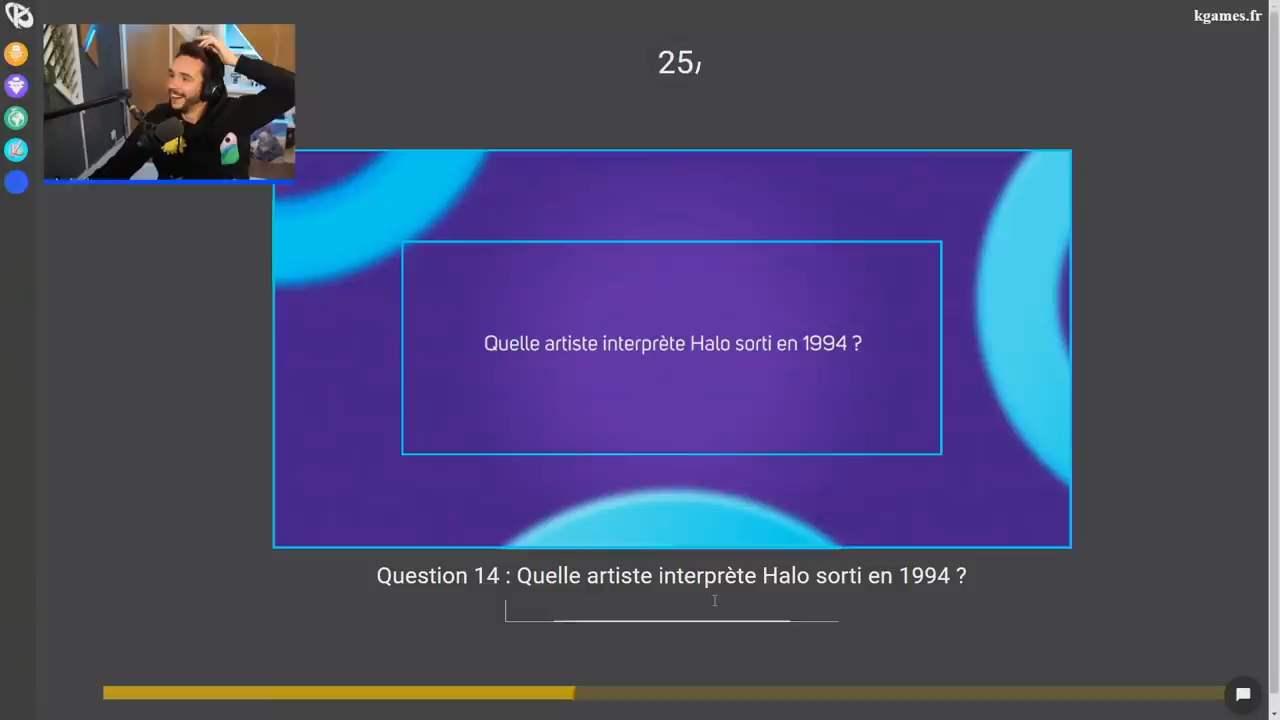 kgames.fr
25,
Quelle artiste interprète Halo sorti en 1994 ?
Question 14 : Quelle artiste interprète Halo sorti en 1994 ?